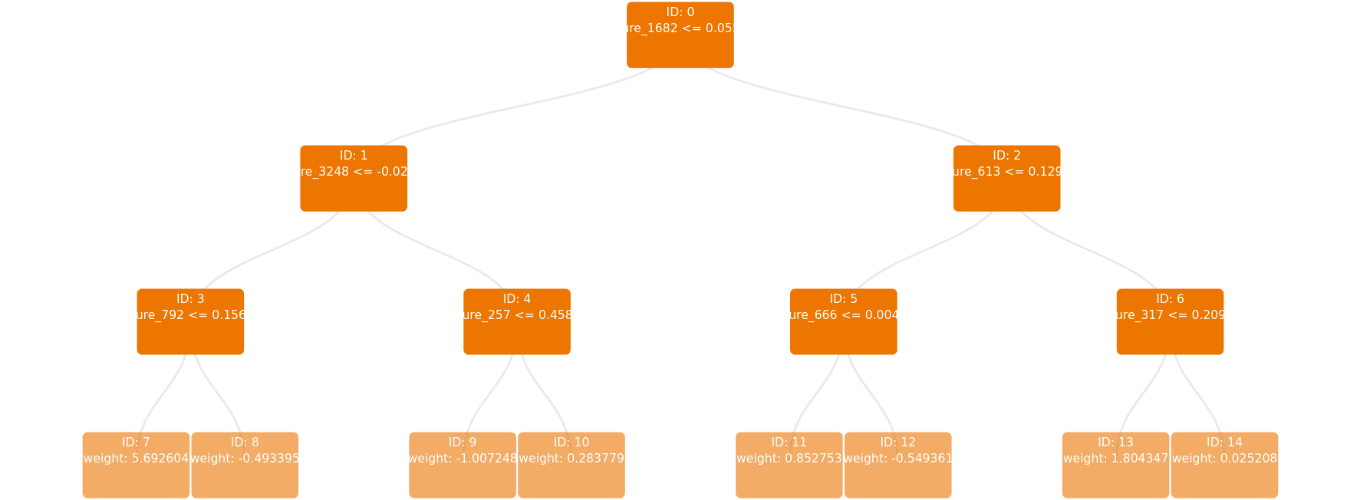 ID: 0
ure_1682 <= 0.05
ID: 1
re_3248 <= -0.02
ID: 2
ure_613 <= 0.129
ID: 3
ure_792 <= 0.156
ID: 4
ure_257 <= 0.458
ID: 5
ure_666 <= 0.004
ID: 6
ure_317 <= 0.209
ID: 7
weight: 5.692604
ID: 8
weight: -0.493395
ID: 9
weight: -1.007248
ID: 10
weight: 0.283779
ID: 11
weight: 0.852753
ID: 12
weight: -0.549361
ID: 13
weight: 1.804347
ID: 14
weight: 0.025208